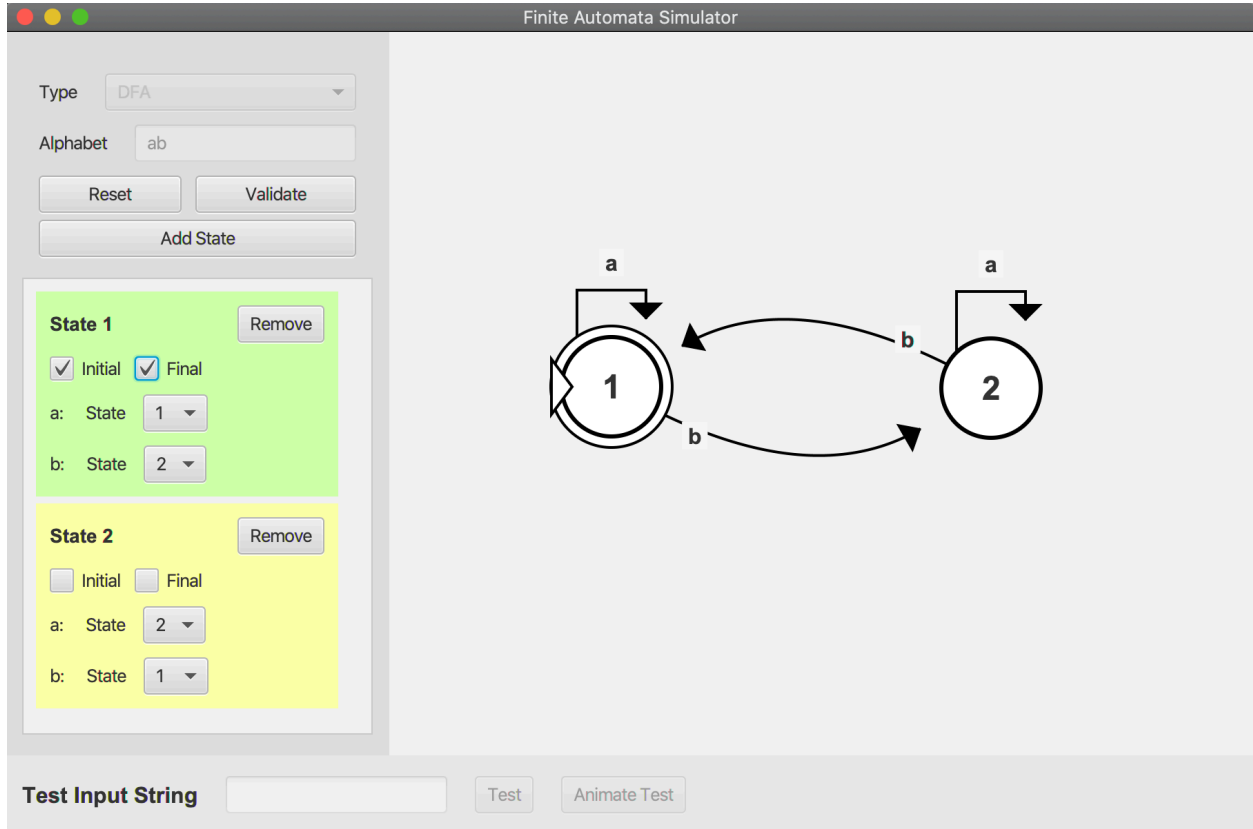 Finite Automata Simulator
Type DFA
Alphabet ab
Reset Validate
Add State
State 1 Remove
Initial Final
a: State 1
b: State 2
State 2 Remove
Initial Final
a: State 2
b: State 1
a
a
b
1
2
b
Test Input String Test Animate Test